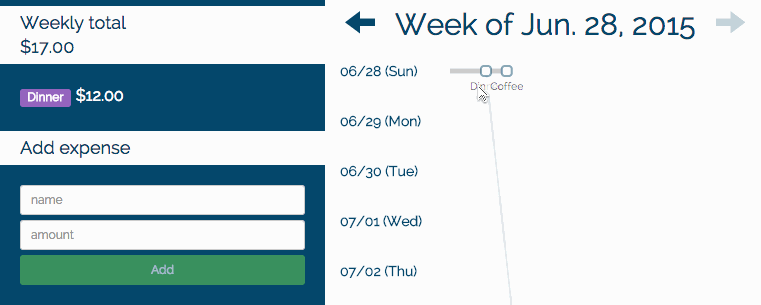 Weekly total
$17.00
Dinner $12.00
Add expense
name
amount
Add
Week of Jun. 28, 2015
06/28 (Sun)
Coffee
06/29 (Mon)
06/30 (Tue)
07/01 (Wed)
07/02 (Thu)